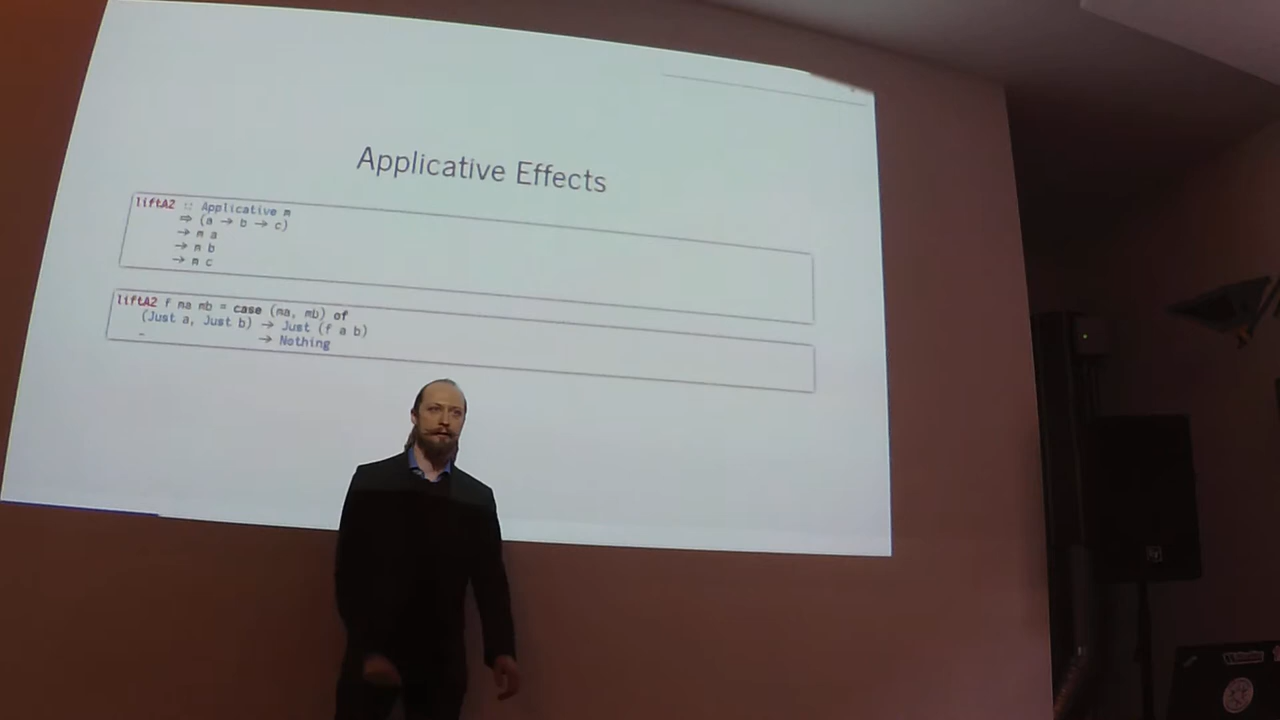 Applicative Effects
liftA2 :: Applicative m
⇒ (a → b → c)
→ m a
→ m b
→ m c
liftA2 f ma mb = case (ma, mb) of
(Just a, Just b) → Just (f a b)
_ → Nothing